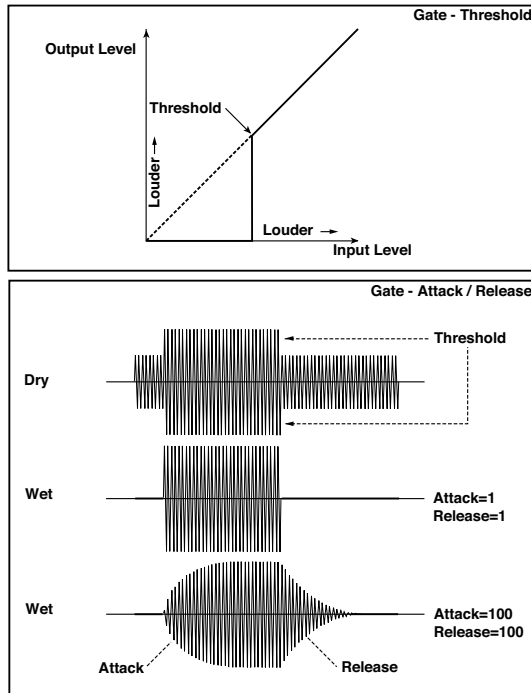 Gate - Threshold
Output Level
Threshold
Louder
Louder
Input Level
Gate - Attack / Release
Threshold
Dry
Wet
Attack=1
Release=1
Wet
Attack=100
Release=100
Attack
Release